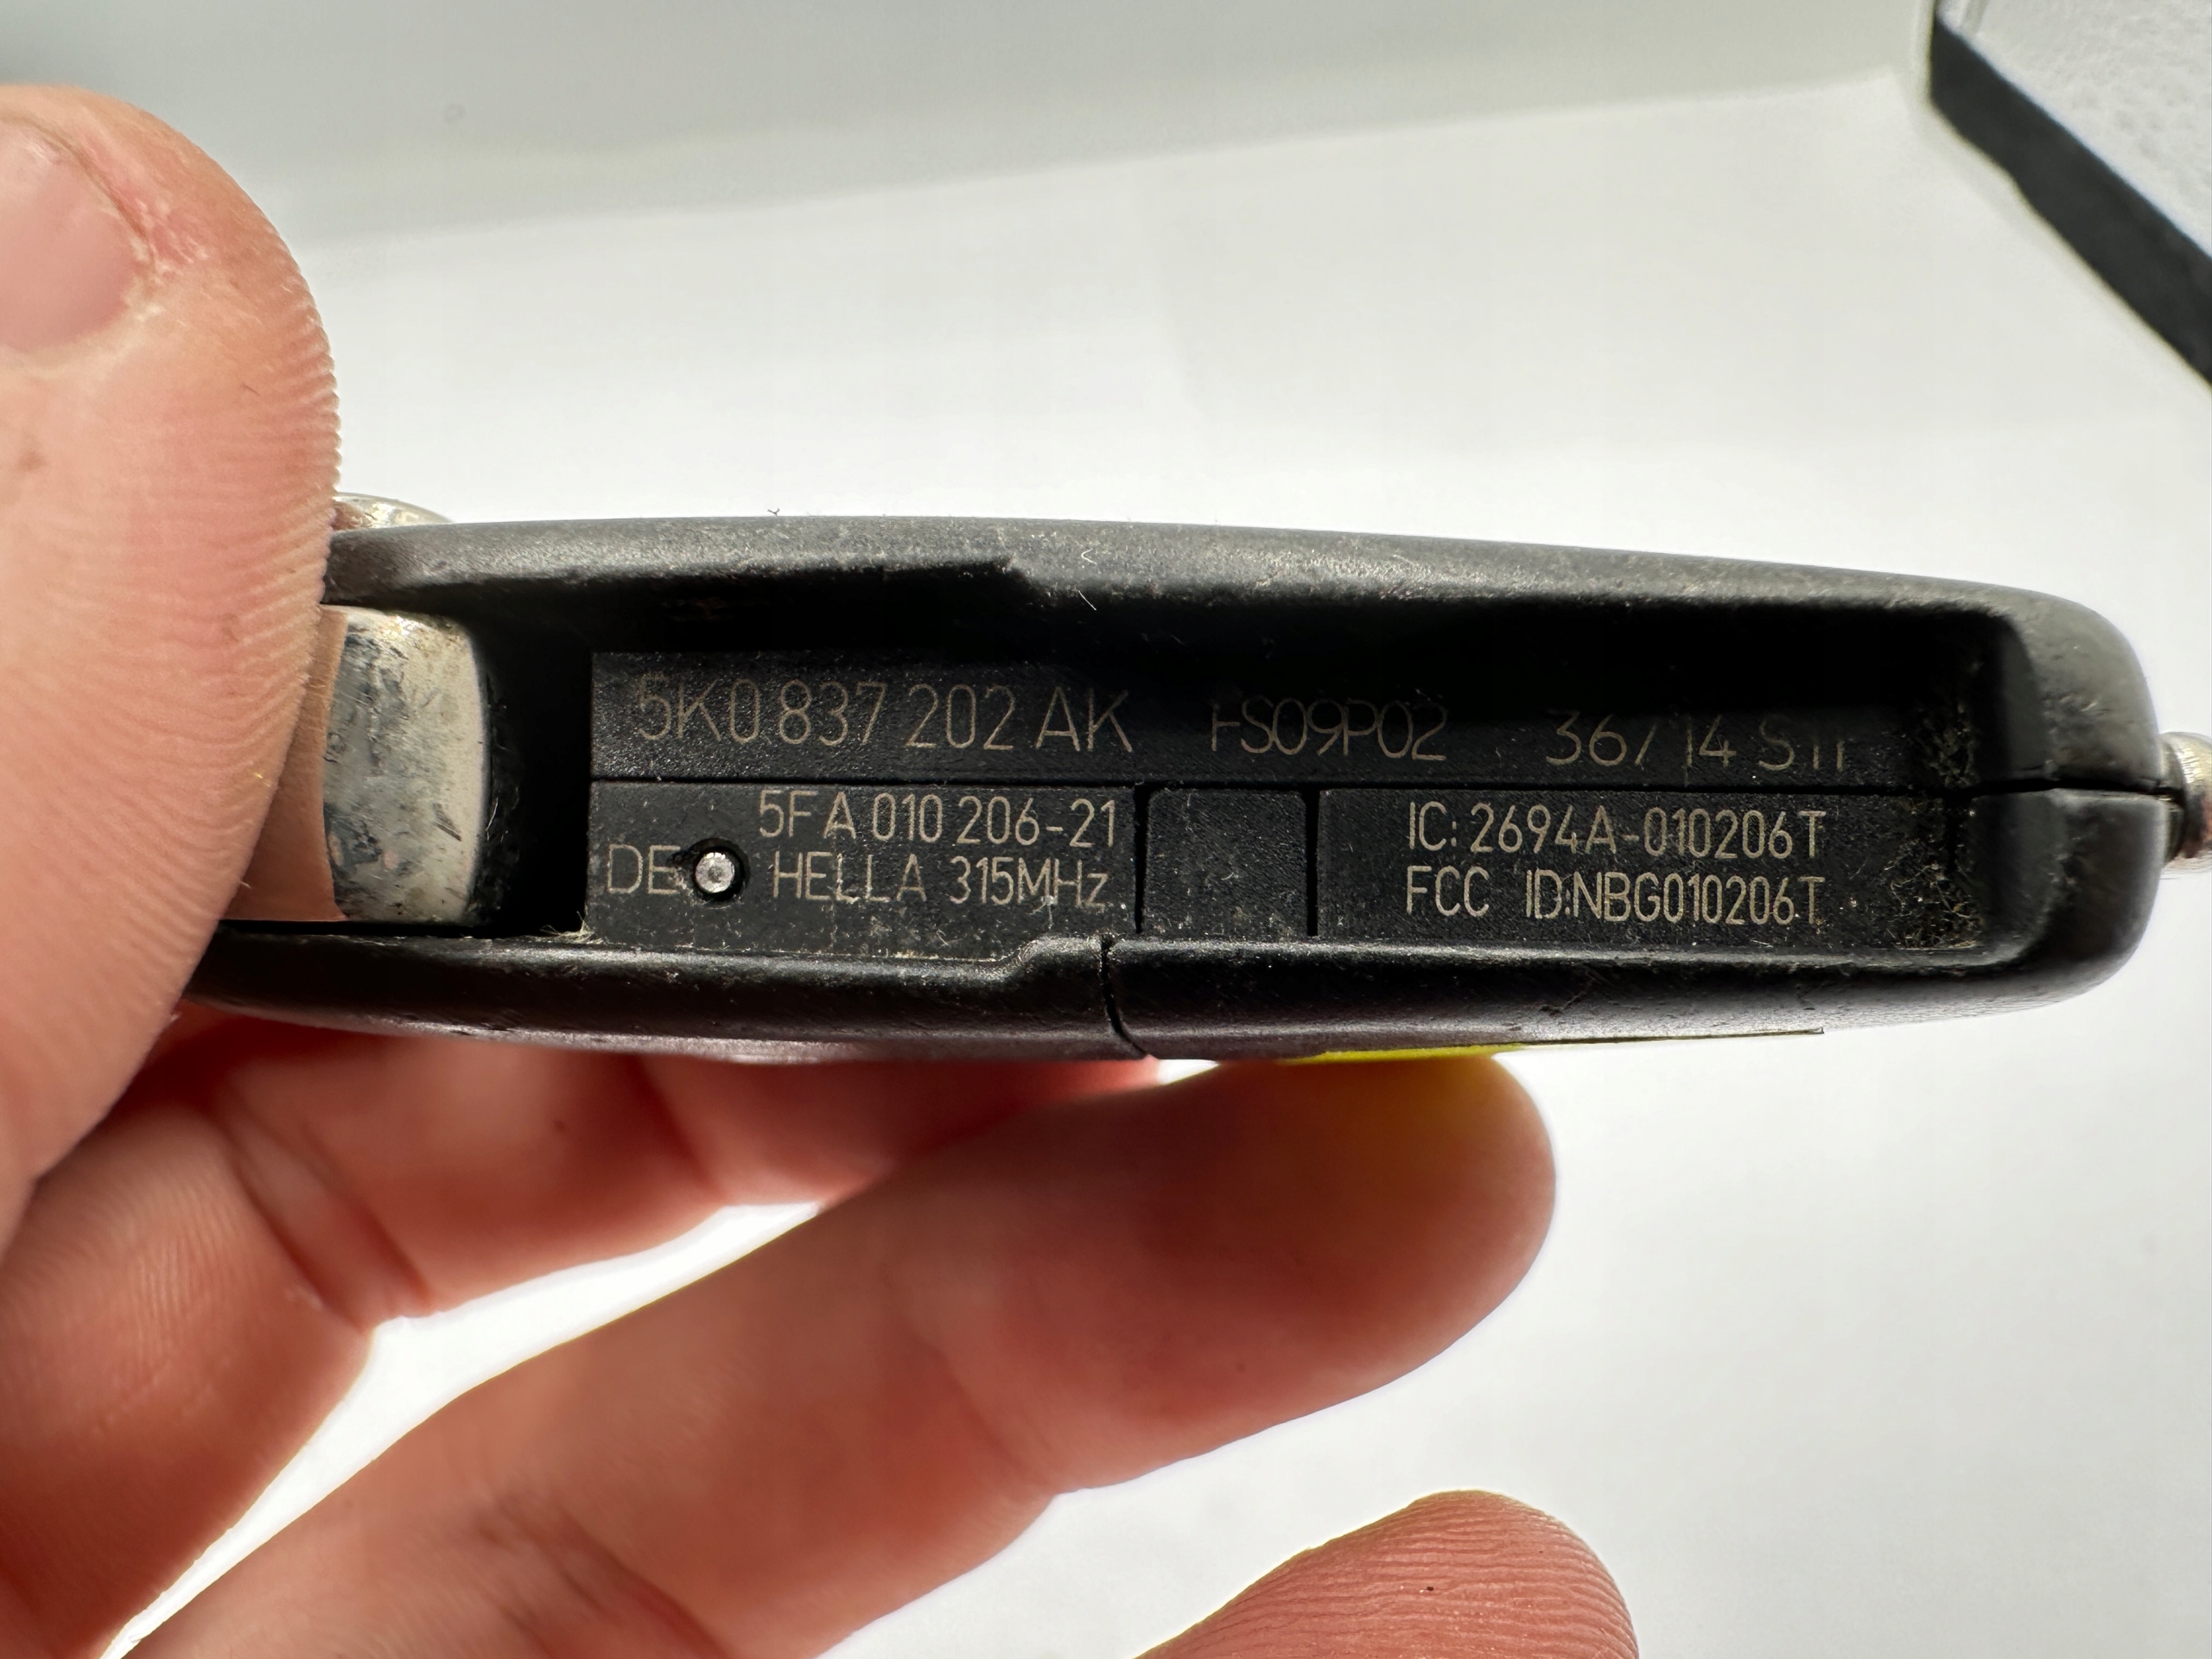 5K0 837 202 AK FS09P02 36/14
5FA 010 206-21
DE HELLA 315MHz
IC: 2694A-010206T
FCC ID:NBG010206T